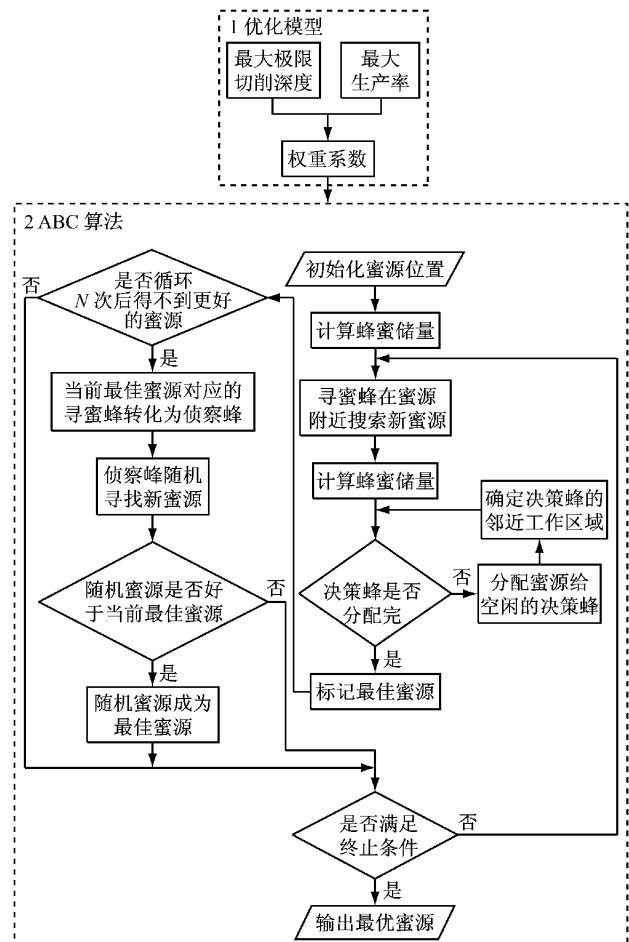 1 优化模型
最大极限
切削深度
最大
生产率
权重系数
2 ABC 算法
初始化蜜源位置
计算蜂蜜储量
寻蜜蜂在蜜源
附近搜索新蜜源
计算蜂蜜储量
决策蜂是否
分配完
否
分配蜜源给
空闲的决策蜂
确定决策蜂的
邻近工作区域
是
标记最佳蜜源
是否循环
N 次后得不到更好
的蜜源
否
是
当前最佳蜜源对应的
寻蜜蜂转化为侦察蜂
侦察峰随机
寻找新蜜源
随机蜜源是否好
于当前最佳蜜源
否
是
随机蜜源成为
最佳蜜源
是否满足
终止条件
否
是
输出最优蜜源